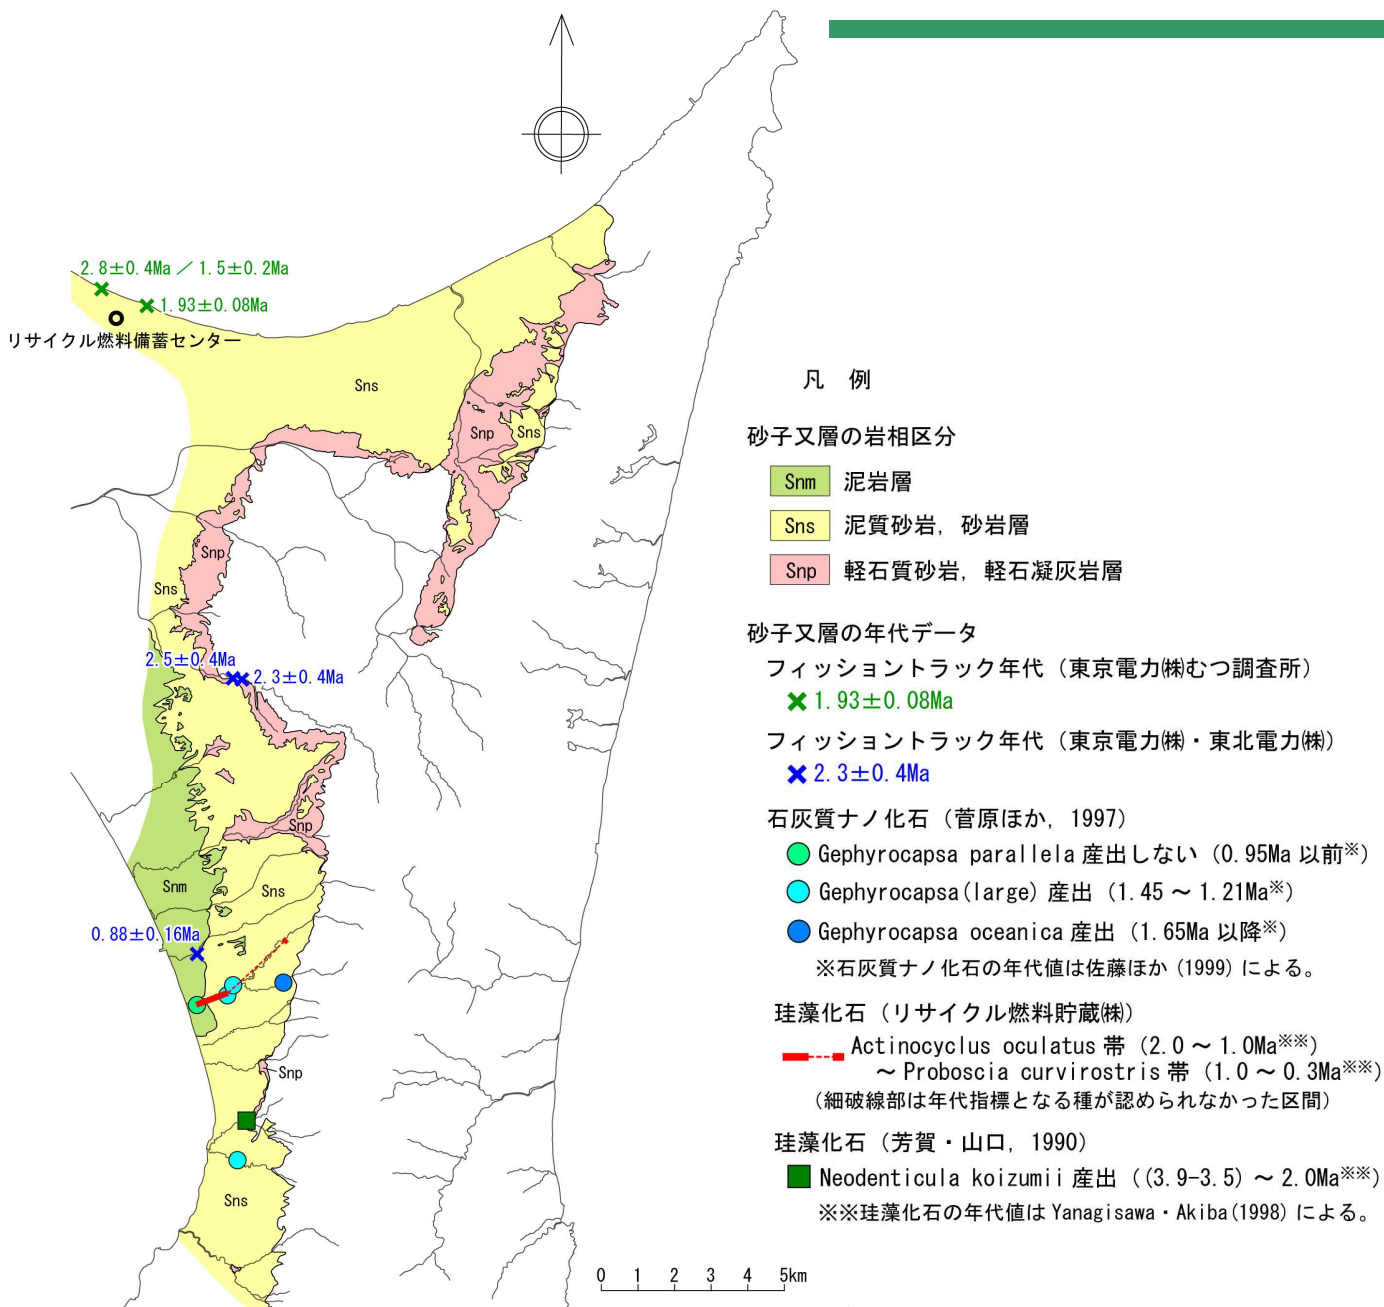 2.8±0.4Ma ／ 1.5±0.2Ma
1.93±0.08Ma
リサイクル燃料備蓄センター
Sns
Snp
Sns
Snp
Sns
2.5±0.4Ma
2.3±0.4Ma
Snp
Snm
Sns
0.88±0.16Ma
Snp
Sns
0 1 2 3 4 5km
凡 例
砂子又層の岩相区分
Snm 泥岩層
Sns 泥質砂岩，砂岩層
Snp 軽石質砂岩，軽石凝灰岩層
砂子又層の年代データ
フィッショントラック年代（東京電力㈱むつ調査所）
1.93±0.08Ma
フィッショントラック年代（東京電力㈱・東北電力㈱）
2.3±0.4Ma
石灰質ナノ化石（菅原ほか，1997）
Gephyrocapsa parallela 産出しない（0.95Ma 以前※）
Gephyrocapsa(large) 産出（1.45 ～ 1.21Ma※）
Gephyrocapsa oceanica 産出（1.65Ma 以降※）
※石灰質ナノ化石の年代値は佐藤ほか（1999）による。
珪藻化石（リサイクル燃料貯蔵㈱）
Actinocyclus oculatus 帯（2.0 ～ 1.0Ma※※）
～ Proboscia curvirostris 帯（1.0 ～ 0.3Ma※※）
（細破線部は年代指標となる種が認められなかった区間）
珪藻化石（芳賀・山口，1990）
Neodenticula koizumii 産出（(3.9-3.5) ～ 2.0Ma※※）
※※珪藻化石の年代値は Yanagisawa・Akiba(1998) による。